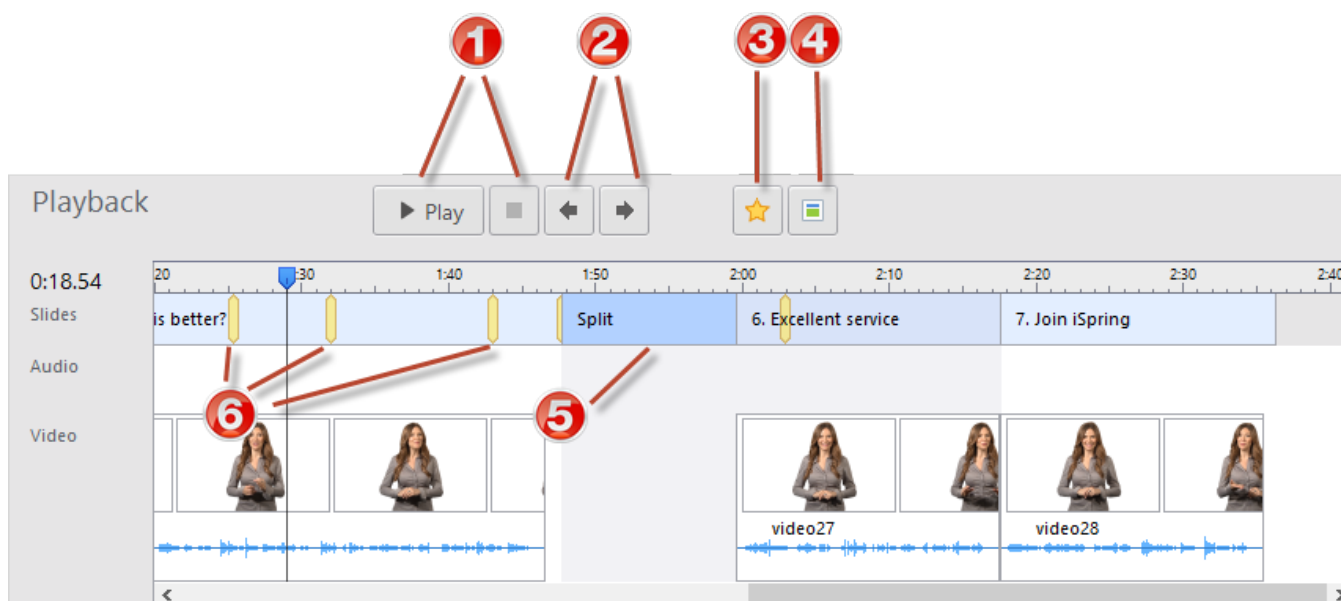 1 2 3 4
Playback
Play
0:18.54
20 :30 1:40 1:50 2:00 2:10 2:20 2:30 2:40
Slides
is better? Split 6. Excellent service 7. Join iSpring
Audio
6 5
Video
video27 video28